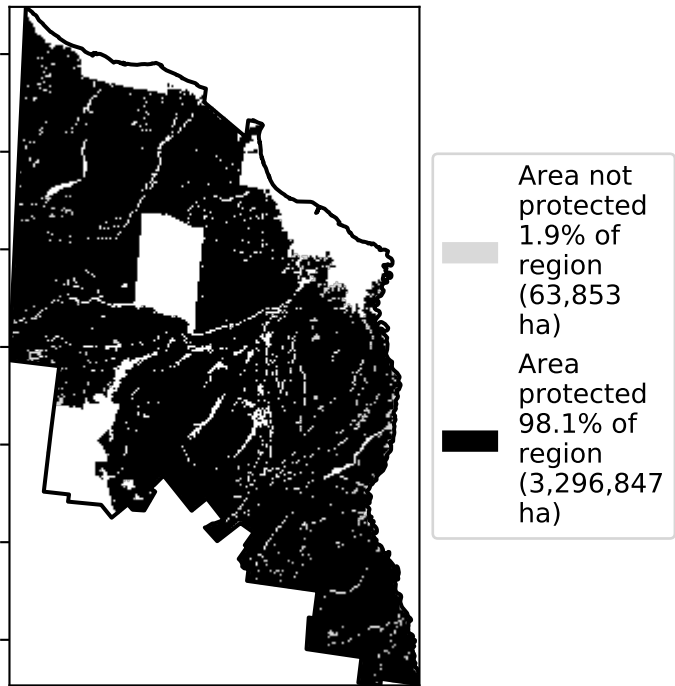 Area not
protected
1.9% of
region
(63,853
ha)
Area
protected
98.1% of
region
(3,296,847
ha)